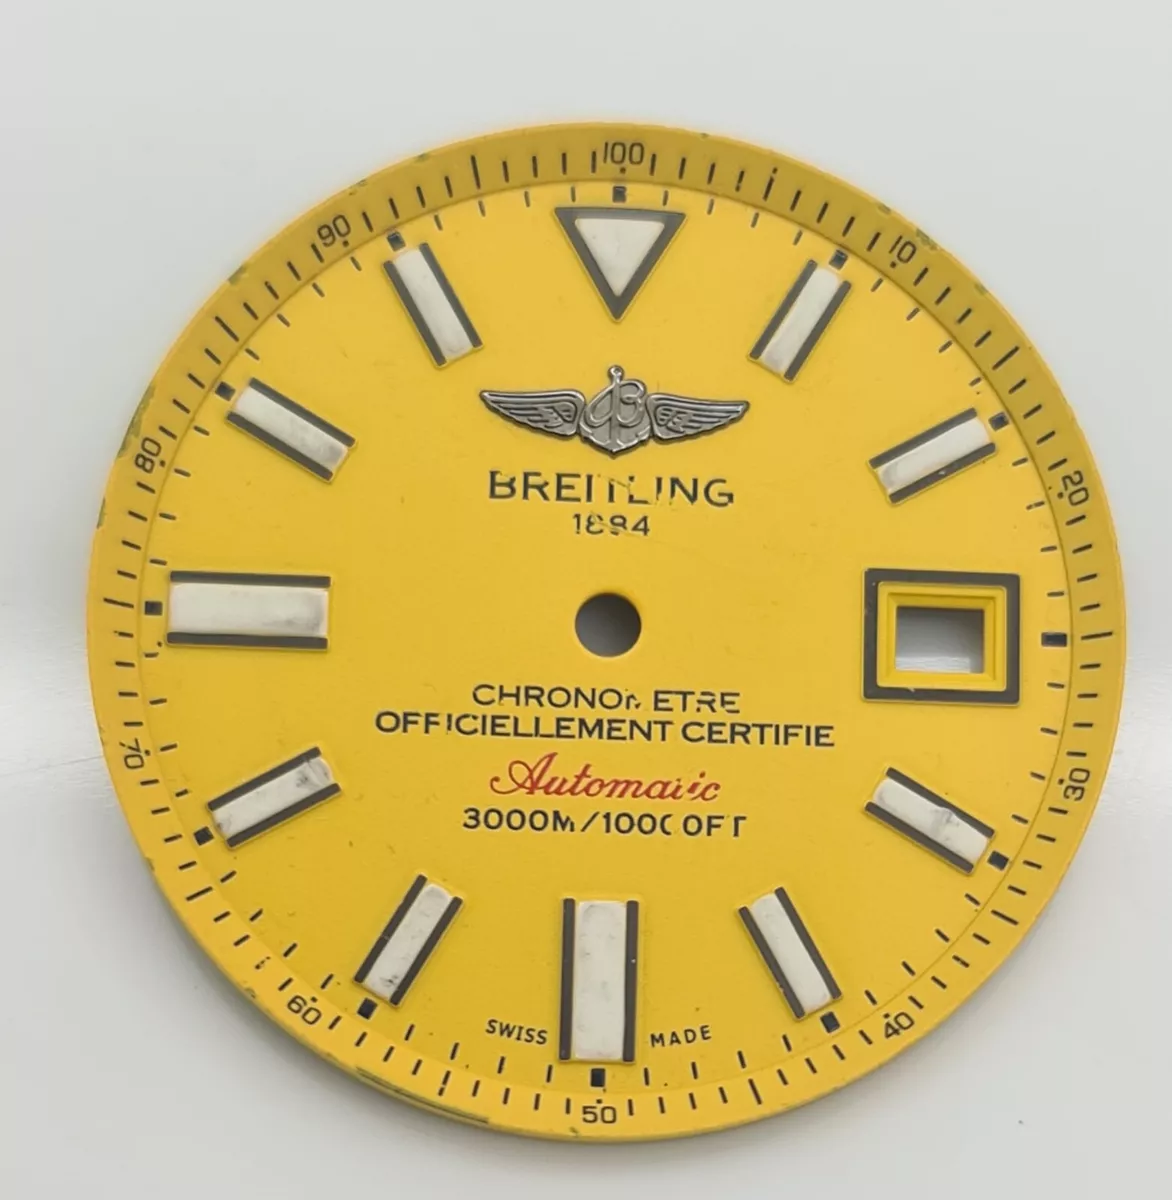 100
10
20
30
40
50
60
70
80
90
BREITLING
1884
CHRONOMETRE
OFFICIELLEMENT CERTIFIE
Automatic
3000M/10000FT
SWISS MADE